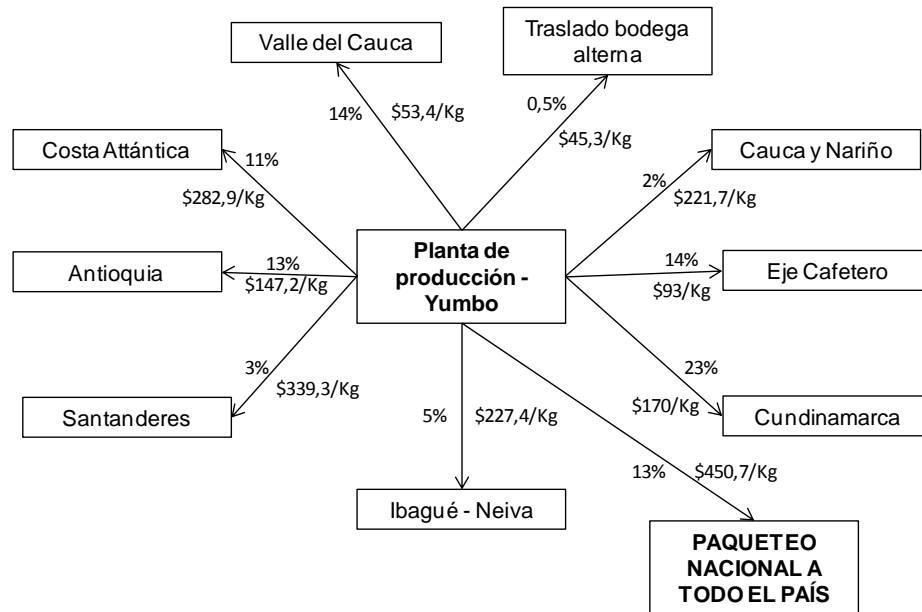 Valle del Cauca
Traslado bodega
alterna
14%
$53,4/Kg
0,5%
$45,3/Kg
Costa Attántica
11%
$282,9/Kg
Cauca y Nariño
2%
$221,7/Kg
Planta de
producción -
Yumbo
Antioquia
13%
$147,2/Kg
14%
$93/Kg
Eje Cafetero
3%
$339,3/Kg
Santanderes
23%
$170/Kg
Cundinamarca
5%
$227,4/Kg
Ibagué - Neiva
13%
$450,7/Kg
PAQUETEO
NACIONAL A
TODO EL PAÍS